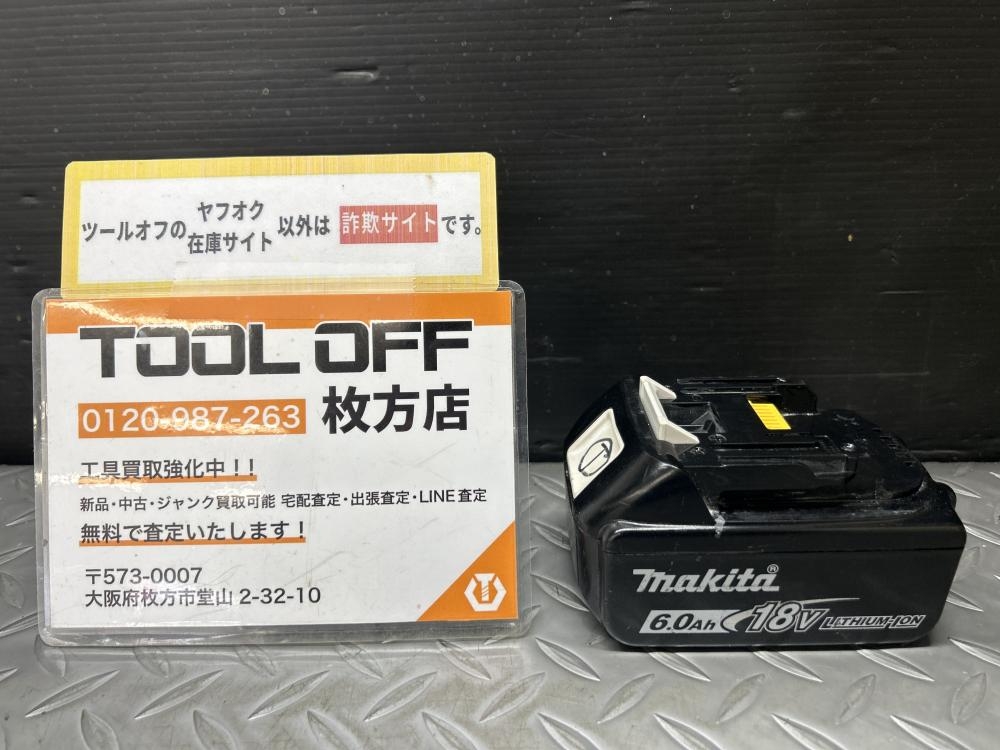 ツールオフの ヤフオク 在庫サイト 以外は 詐欺サイトです。
TOOL OFF
0120-987-263 枚方店
工具買取強化中！！
新品・中古・ジャンク買取可能 宅配査定・出張査定・LINE査定
無料で査定いたします！
〒573-0007
大阪府枚方市堂山 2-32-10
makita®
6.0Ah 18V LITHIUM-ION